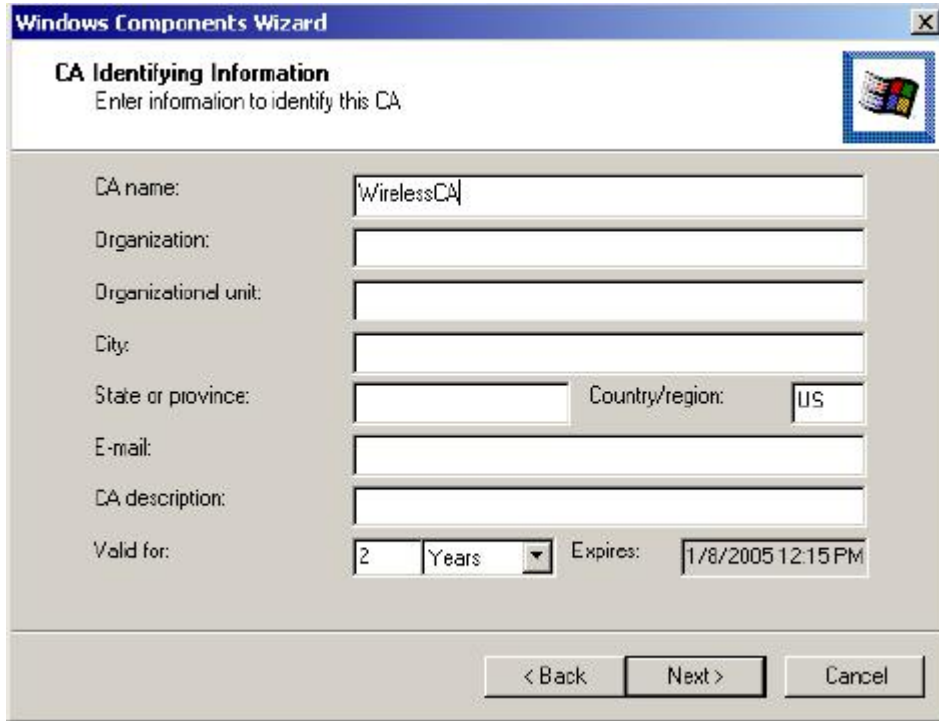 Windows Components Wizard
CA Identifying Information
Enter information to identify this CA
CA name: WirelessCA
Organization:
Organizational unit:
City:
State or province: Country/region: US
E-mail:
CA description:
Valid for: 2 Years Expires: 1/8/2005 12:15 PM
< Back Next > Cancel